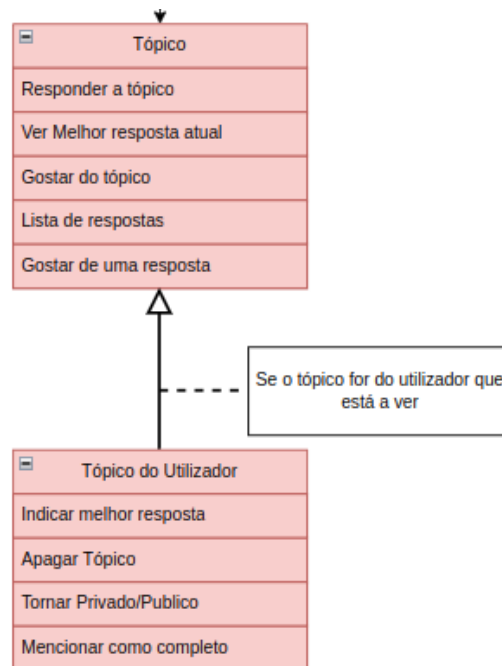 Tópico
Responder a tópico
Ver Melhor resposta atual
Gostar do tópico
Lista de respostas
Gostar de uma resposta
Se o tópico for do utilizador que
está a ver
Tópico do Utilizador
Indicar melhor resposta
Apagar Tópico
Tornar Privado/Publico
Mencionar como completo